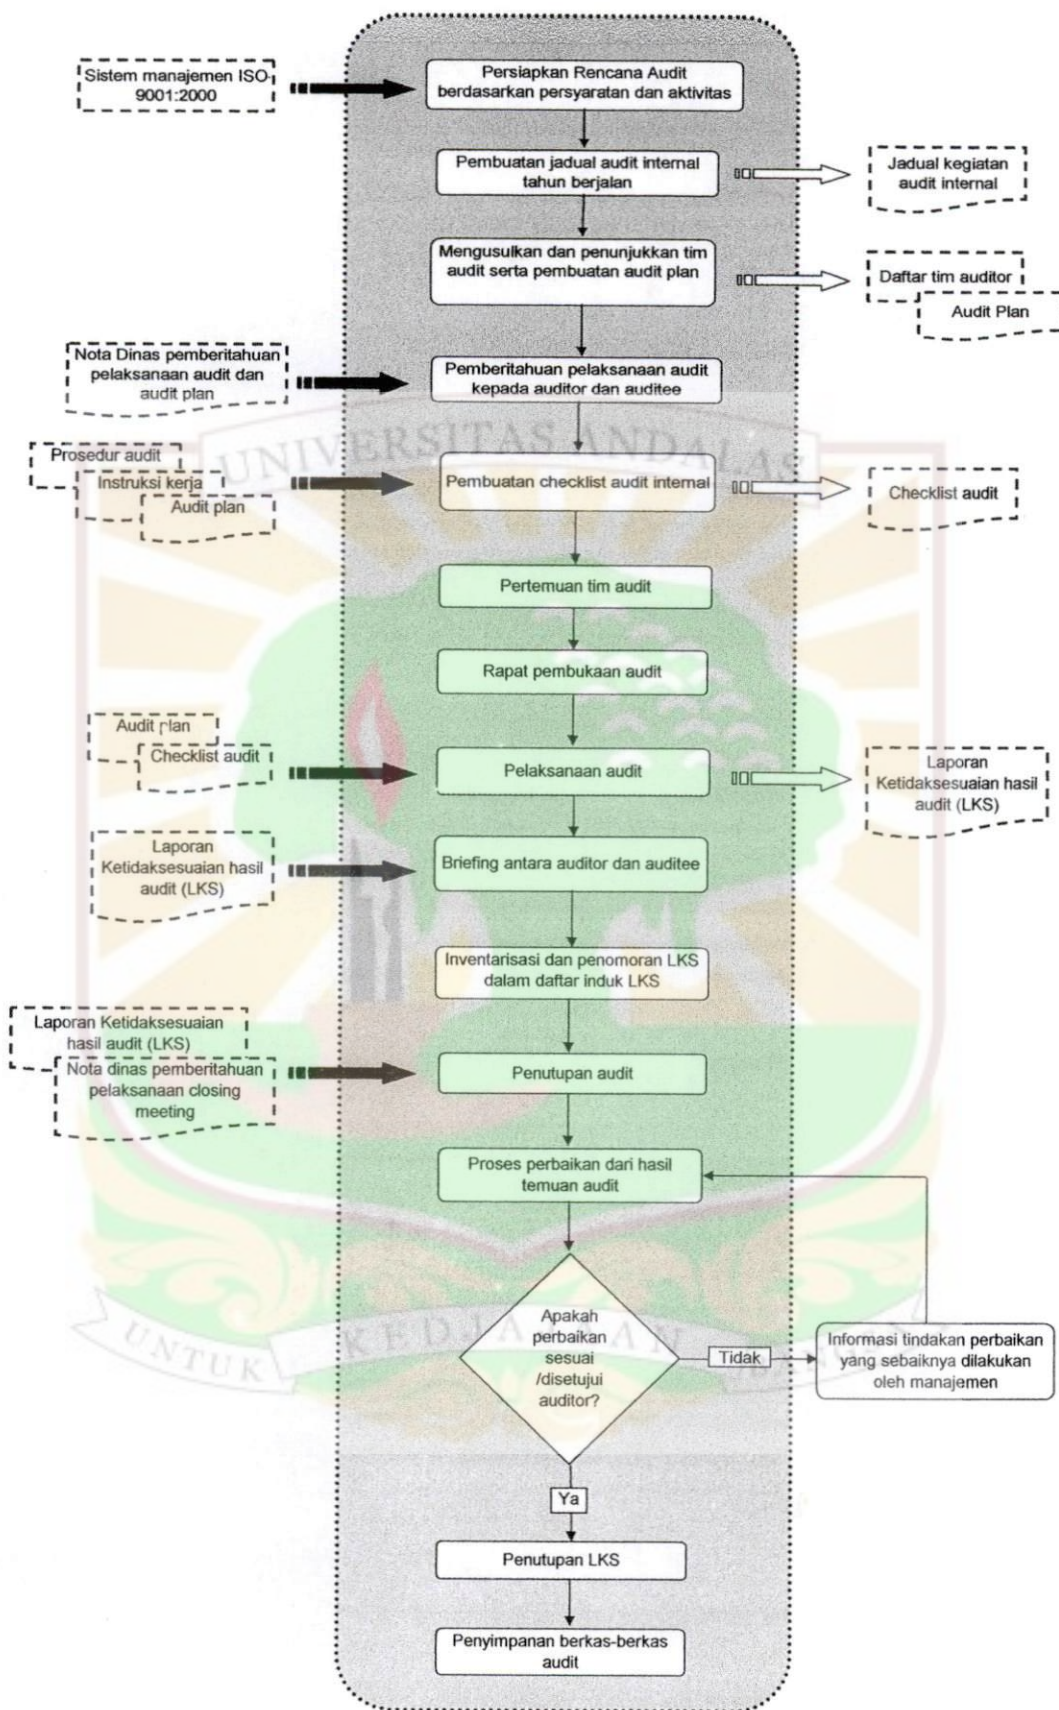 Sistem manajemen ISO
9001:2000
Persiapkan Rencana Audit
berdasarkan persyaratan dan aktivitas
Pembuatan jadual audit internal
tahun berjalan
Jadual kegiatan
audit internal
Mengusulkan dan penunjukkan tim
audit serta pembuatan audit plan
Daftar tim auditor
Audit Plan
Nota Dinas pemberitahuan
pelaksanaan audit dan
audit plan
Pemberitahuan pelaksanaan audit
kepada auditor dan auditee
UNIVERSITAS ANDALAS
Prosedur audit
Instruksi kerja
Audit plan
Pembuatan checklist audit internal
Checklist audit
Pertemuan tim audit
Rapat pembukaan audit
Audit plan
Checklist audit
Pelaksanaan audit
Laporan
Ketidaksesuaian hasil
audit (LKS)
Laporan
Ketidaksesuaian hasil
audit (LKS)
Briefing antara auditor dan auditee
Inventarisasi dan penomoran LKS
dalam daftar induk LKS
Laporan Ketidaksesuaian
hasil audit (LKS)
Nota dinas pemberitahuan
pelaksanaan closing
meeting
Penutupan audit
Proses perbaikan dari hasil
temuan audit
Apakah
perbaikan
sesuai
/disetujui
auditor?
Tidak
Informasi tindakan perbaikan
yang sebaiknya dilakukan
oleh manajemen
UNTUK KEDJAJAAN BANGSA
Ya
Penutupan LKS
Penyimpanan berkas-berkas
audit